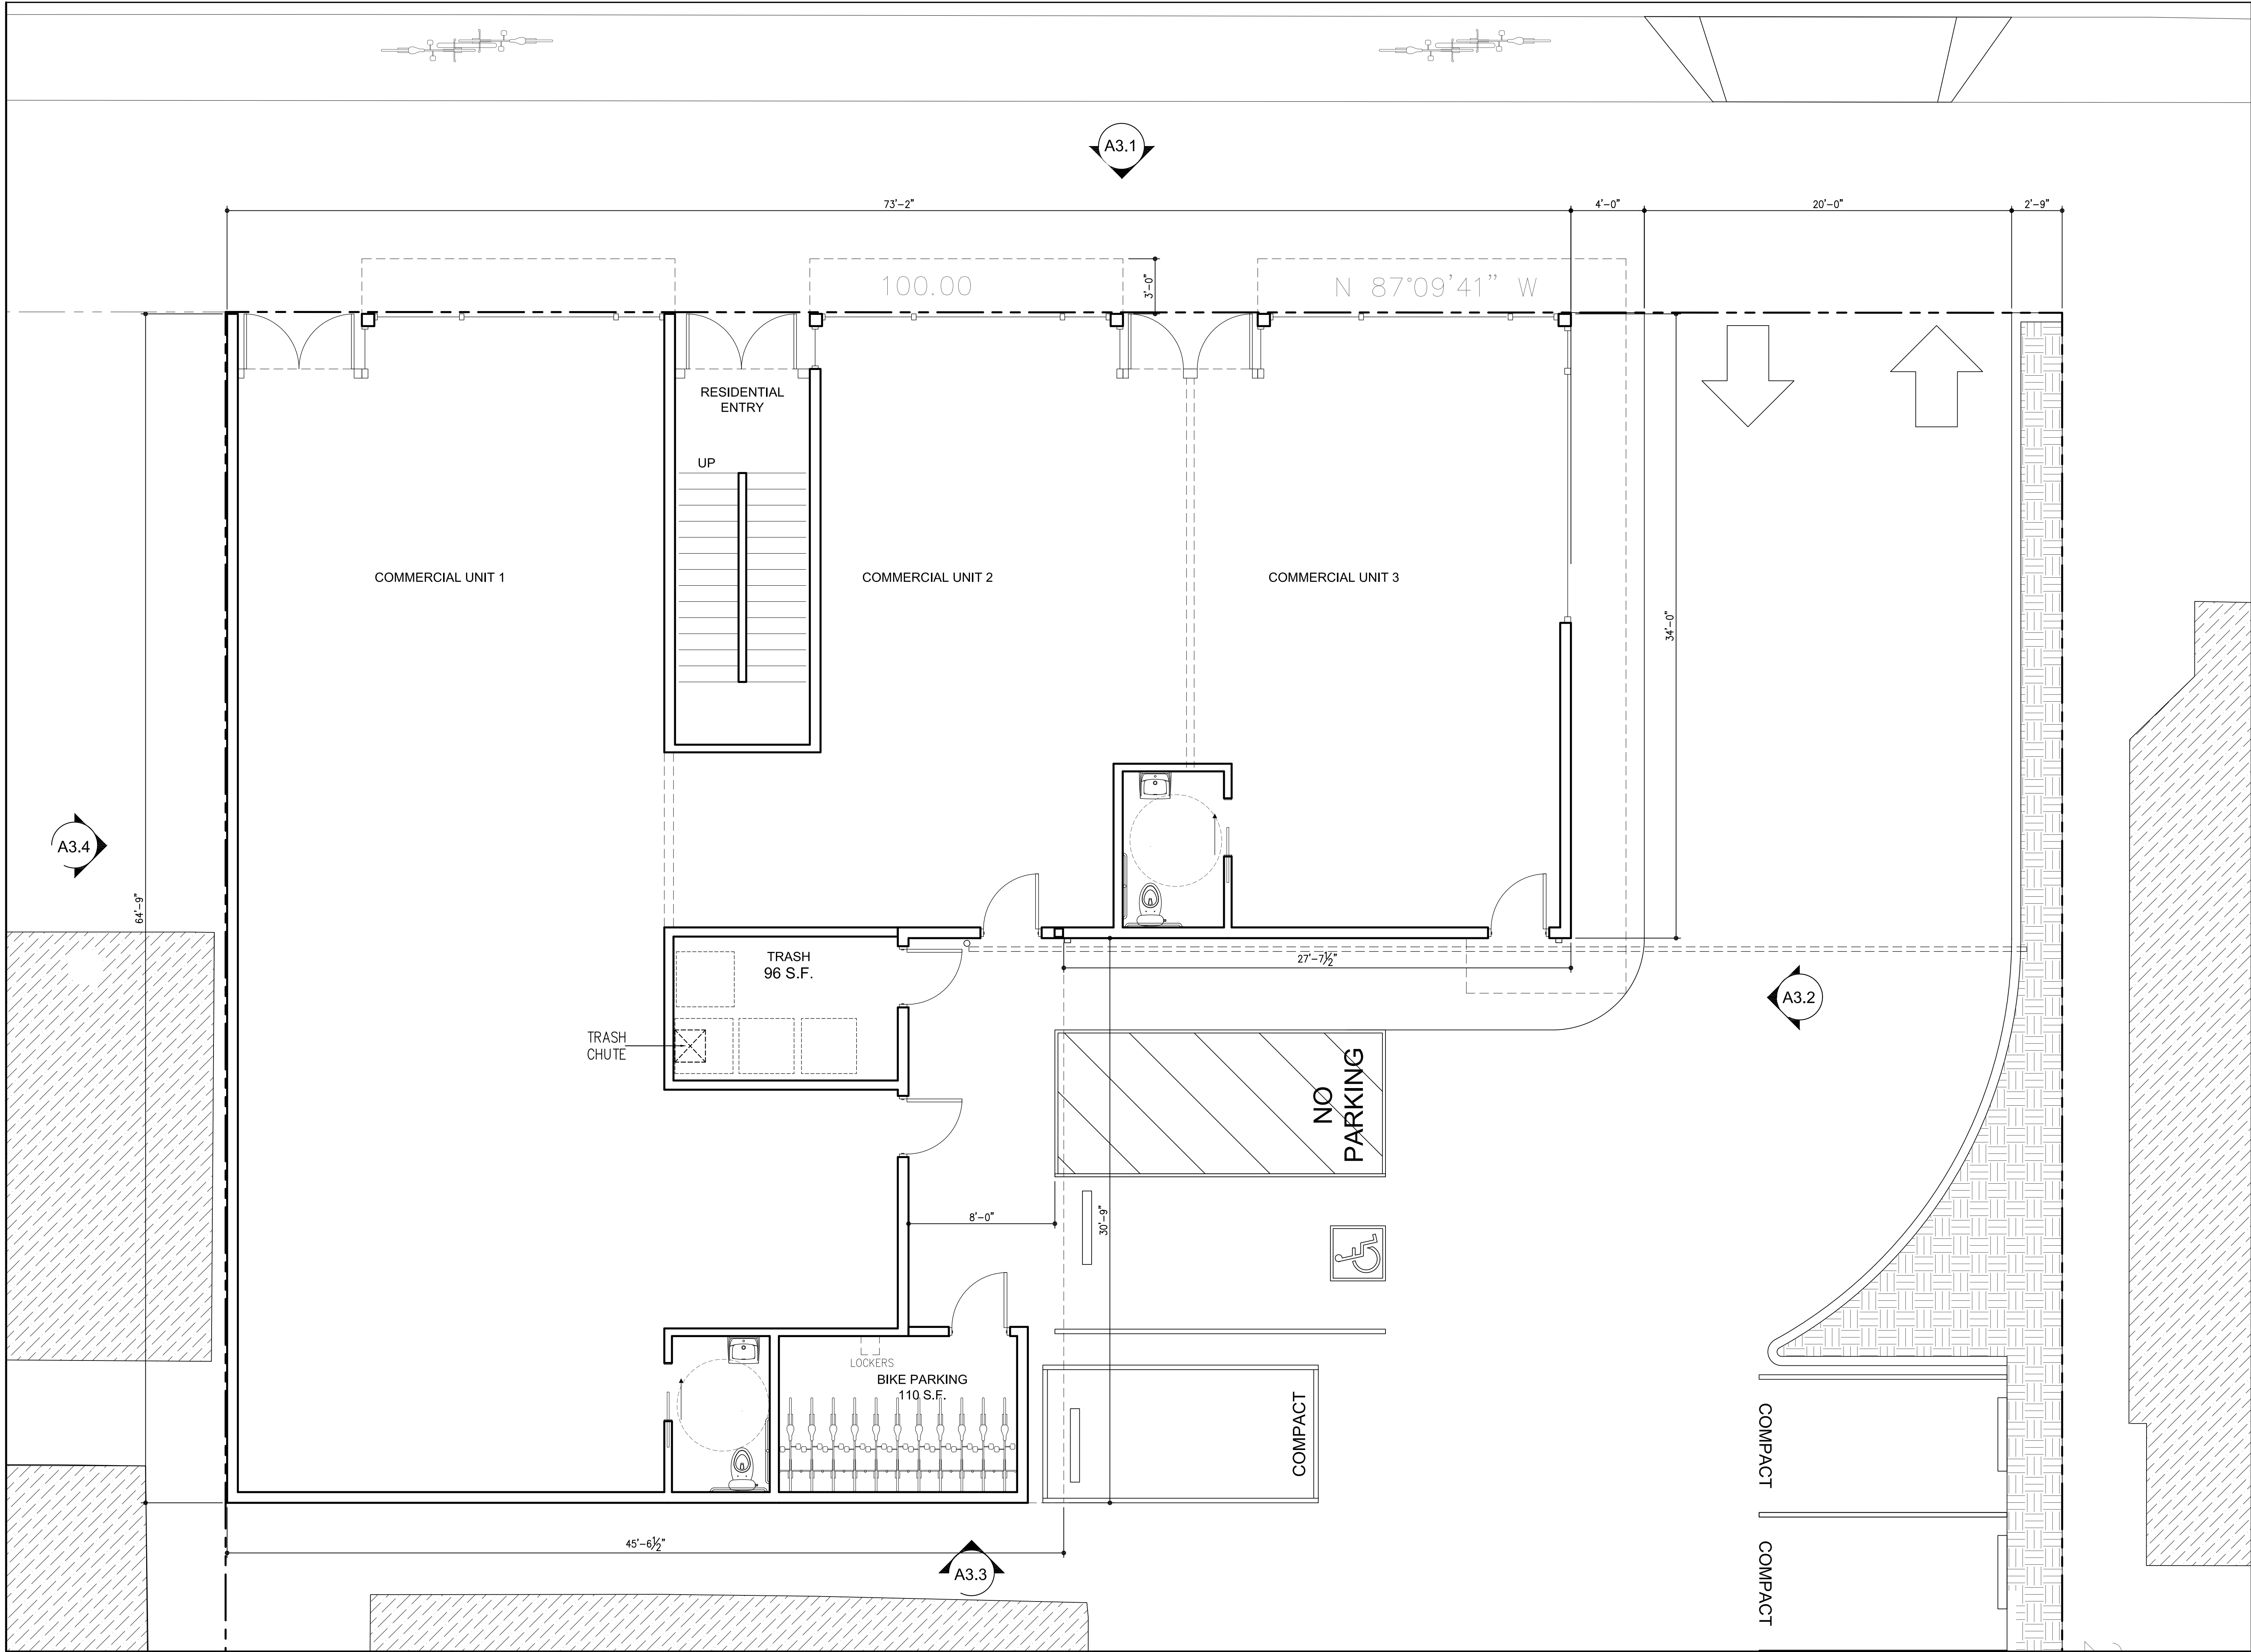 A3.1
73'-2"
4'-0"
20'-0"
2'-9"
100.00
3'-0"
N 87°09'41" W
RESIDENTIAL
ENTRY
UP
COMMERCIAL UNIT 1
COMMERCIAL UNIT 2
COMMERCIAL UNIT 3
34'-0"
A3.4
64'-9"
TRASH
96 S.F.
27'-7½"
A3.2
TRASH
CHUTE
NO
PARKING
8'-0"
30'-9"
LOCKERS
BIKE PARKING
110 S.F.
COMPACT
COMPACT
45'-6½"
A3.3
COMPACT